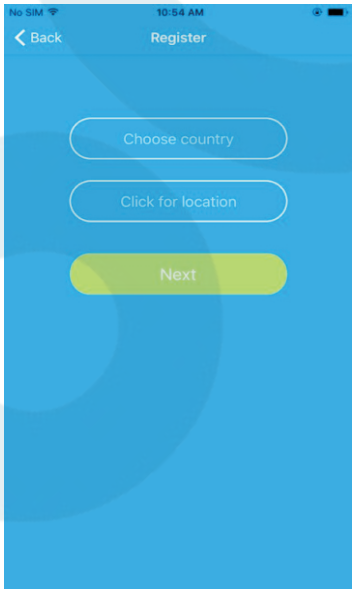 No SIM 10:54 AM
Back Register
Choose country
Click for location
Next